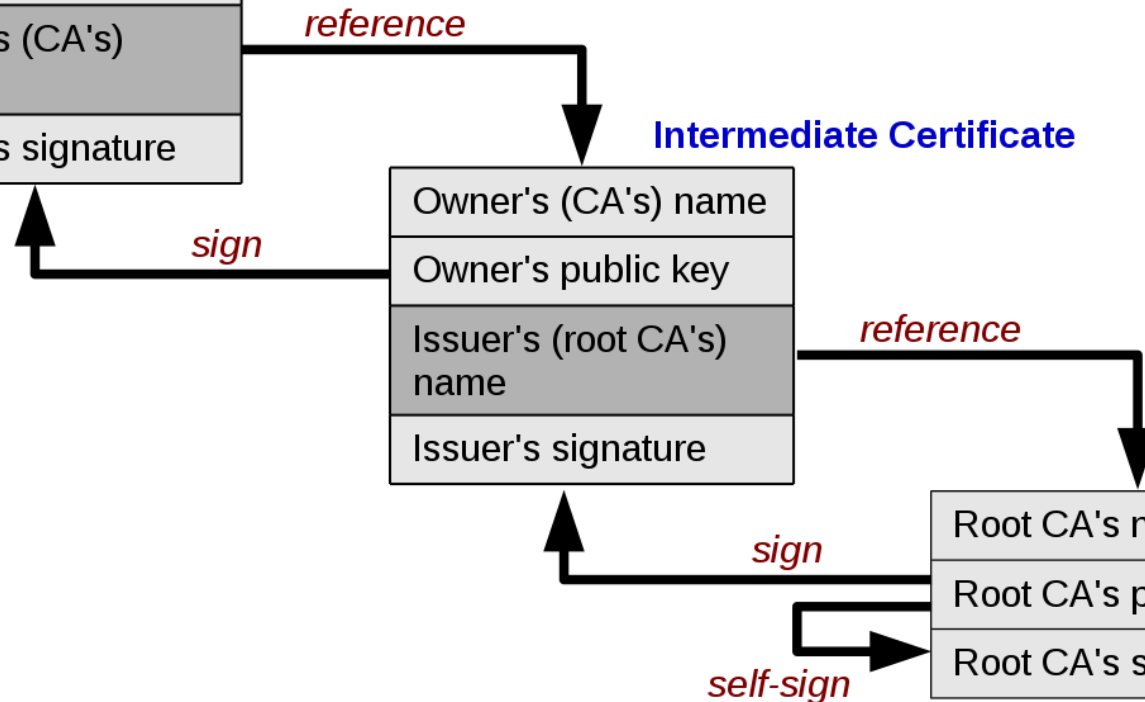 reference
(CA's)
signature
Intermediate Certificate
Owner's (CA's) name
sign
Owner's public key
Issuer's (root CA's)
name
reference
Issuer's signature
Root CA's
sign
Root CA's
Root CA's
self-sign